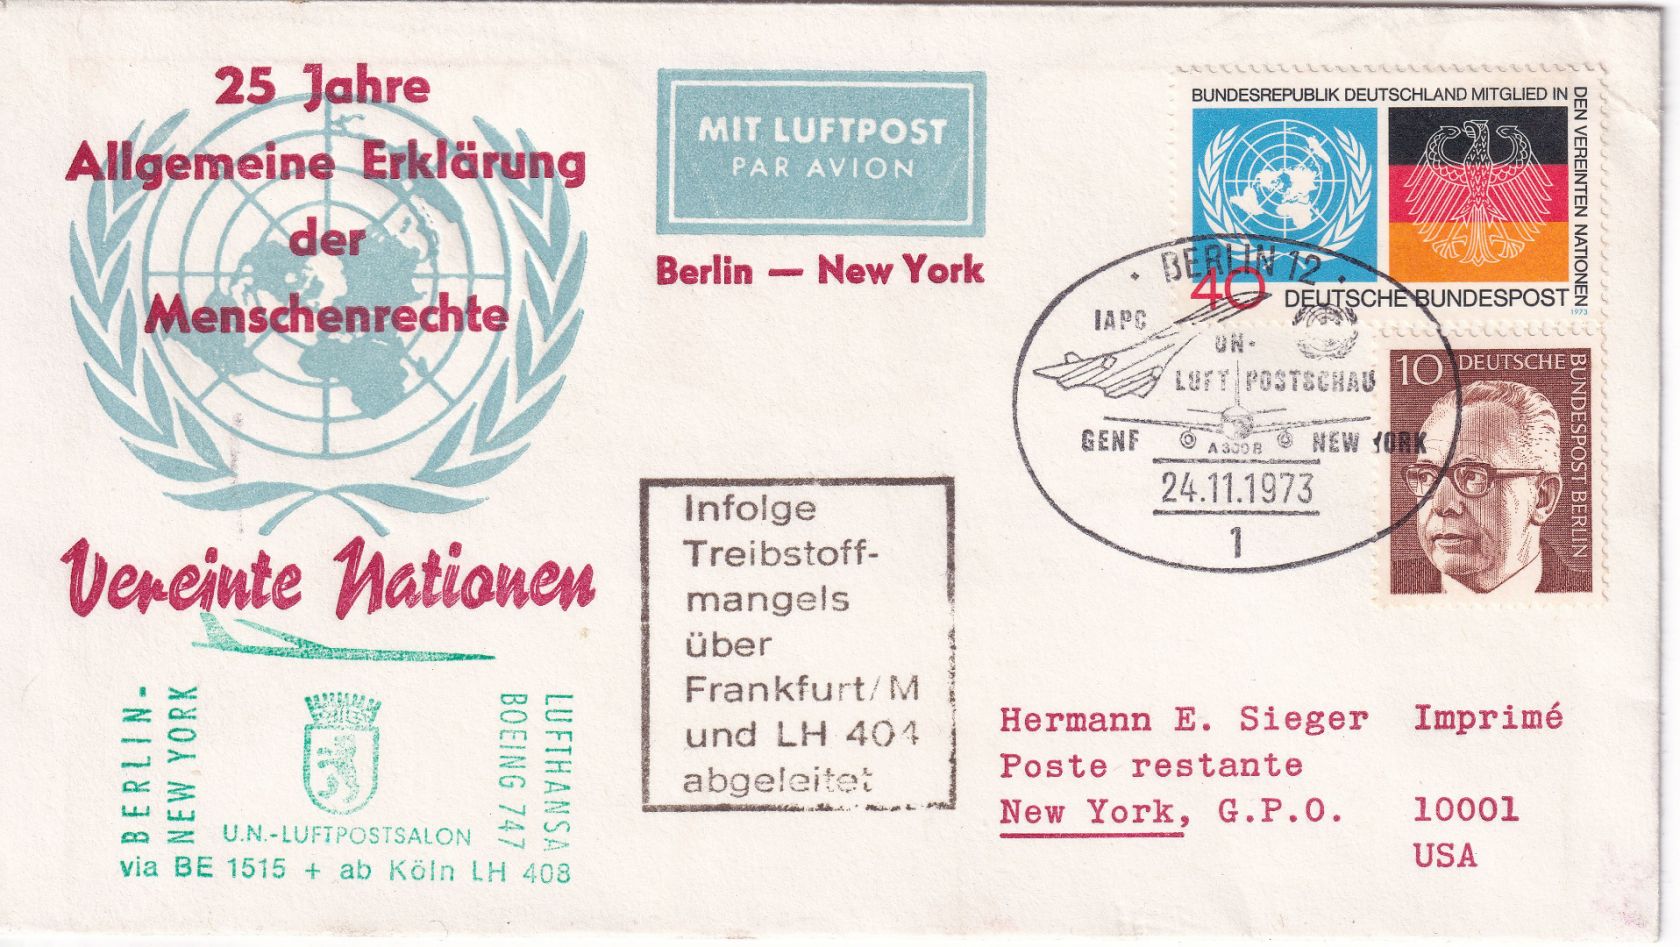 25 Jahre
Allgemeine Erklärung
der
Menschenrechte
Vereinte Nationen
MIT LUFTPOST
PAR AVION
Berlin — New York
BUNDESREPUBLIK DEUTSCHLAND MITGLIED IN
DEN VEREINTEN NATIONEN
40
DEUTSCHE BUNDESPOST
1973
10 DEUTSCHE
BUNDESPOST BERLIN
· BERLIN 12 ·
IAPC
UN-
LUFTPOSTSCHAU
GENF
A300B
NEW YORK
24.11.1973
1
Infolge
Treibstoff-
mangels
über
Frankfurt/M
und LH 404
abgeleitet
BERLIN-
NEW YORK
LUFTHANSA
BOEING 747
U.N.-LUFTPOSTSALON
via BE 1515 + ab Köln LH 408
Hermann E. Sieger Imprimé
Poste restante
New York, G.P.O. 10001
USA